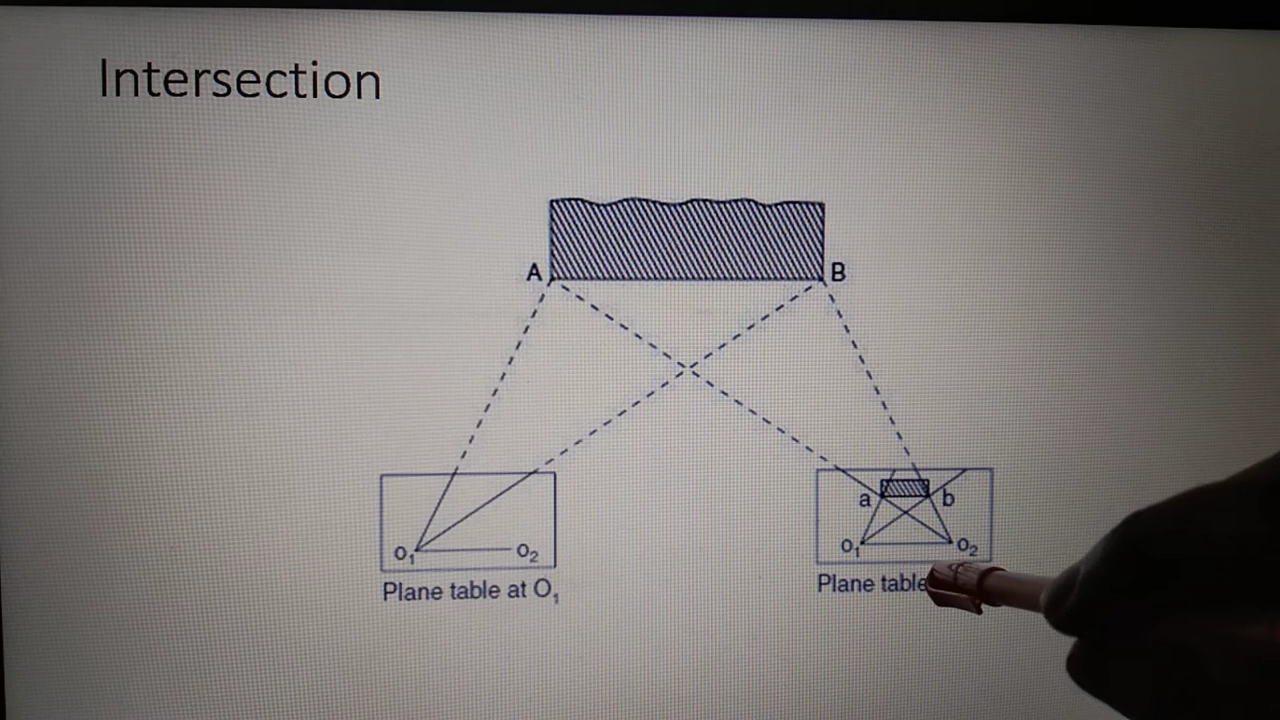 Intersection
A
B
a
b
O₁
O₂
O₁
O₂
Plane table at O₁
Plane table